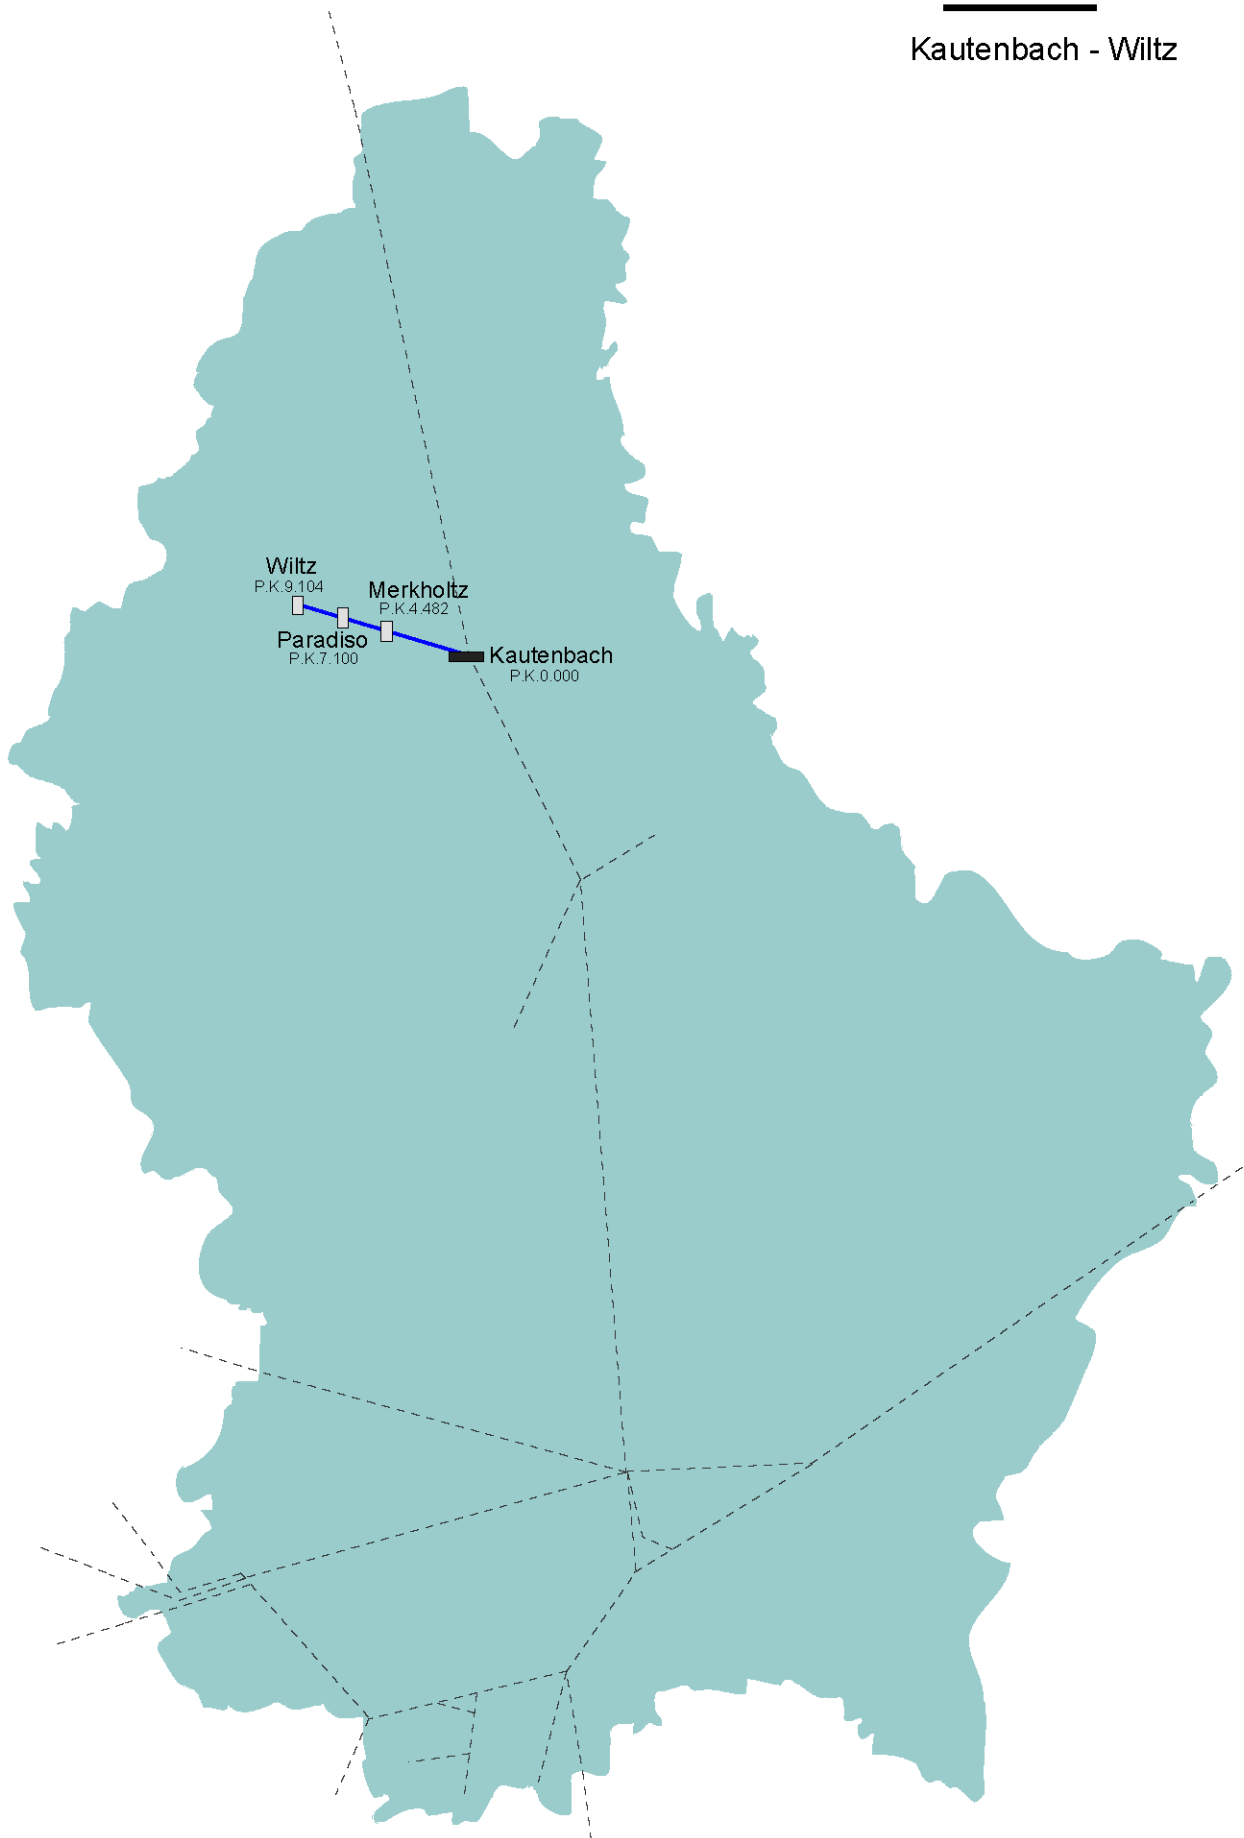 Kautenbach - Wiltz
Wiltz
P.K.9.104
Merkholtz
P.K.4.482
Paradiso
P.K.7.100
Kautenbach
P.K.0.000